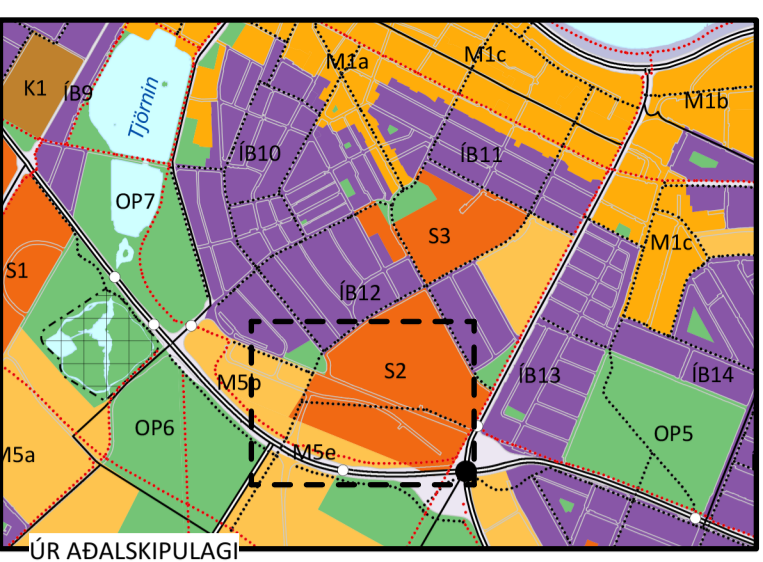 M1a
M1c
K1
ÍB9
Tjörnin
M1b
ÍB10
ÍB11
OP7
S3
M1c
S1
ÍB12
S2
M5b
ÍB13
ÍB14
OP6
OP5
M5a
M5e
ÚR AÐALSKIPULAGI